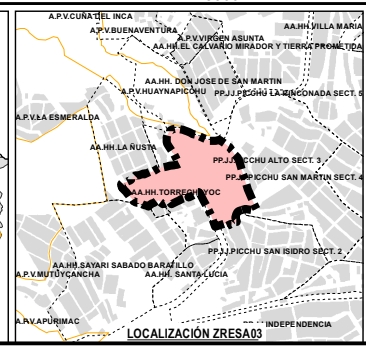 A.P.V.CUNA DEL INCA
AA.HH.VILLA MARIA
A.P.V.BUENAVENTURA
A.P.V.VIRGEN ASUNTA
AA.HH.EL CALVARIO MIRADOR Y TIERRA PROMETIDA
AA.HH. DON JOSE DE SAN MARTIN
A.P.V.HUAYNAPICCHU
PP.JJ.PICCHU LA RINCONADA SECT. 5
A.P.V.LA ESMERALDA
AA.HH.LA ÑUSTA
PP.JJ.PICCHU ALTO SECT. 3
PP.JJ.PICCHU SAN MARTIN SECT. 4
AA.HH.TORRECHAYOC
PP.JJ.PICCHU SAN ISIDRO SECT. 2
AA.HH.SAYARI SABADO BARATILLO
A.P.V.MUTUYCANCHA
AA.HH. SANTA LUCIA
A.P.V.APURIMAC
INDEPENDENCIA
LOCALIZACIÓN ZRESA03